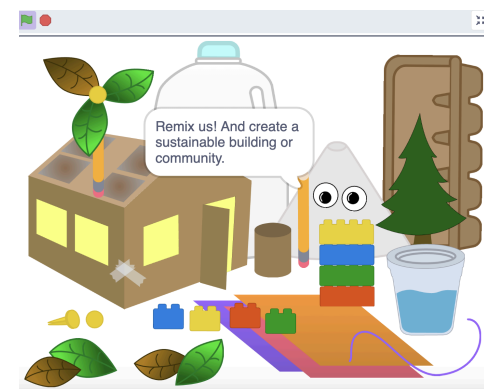 Remix us! And create a
sustainable building or
community.